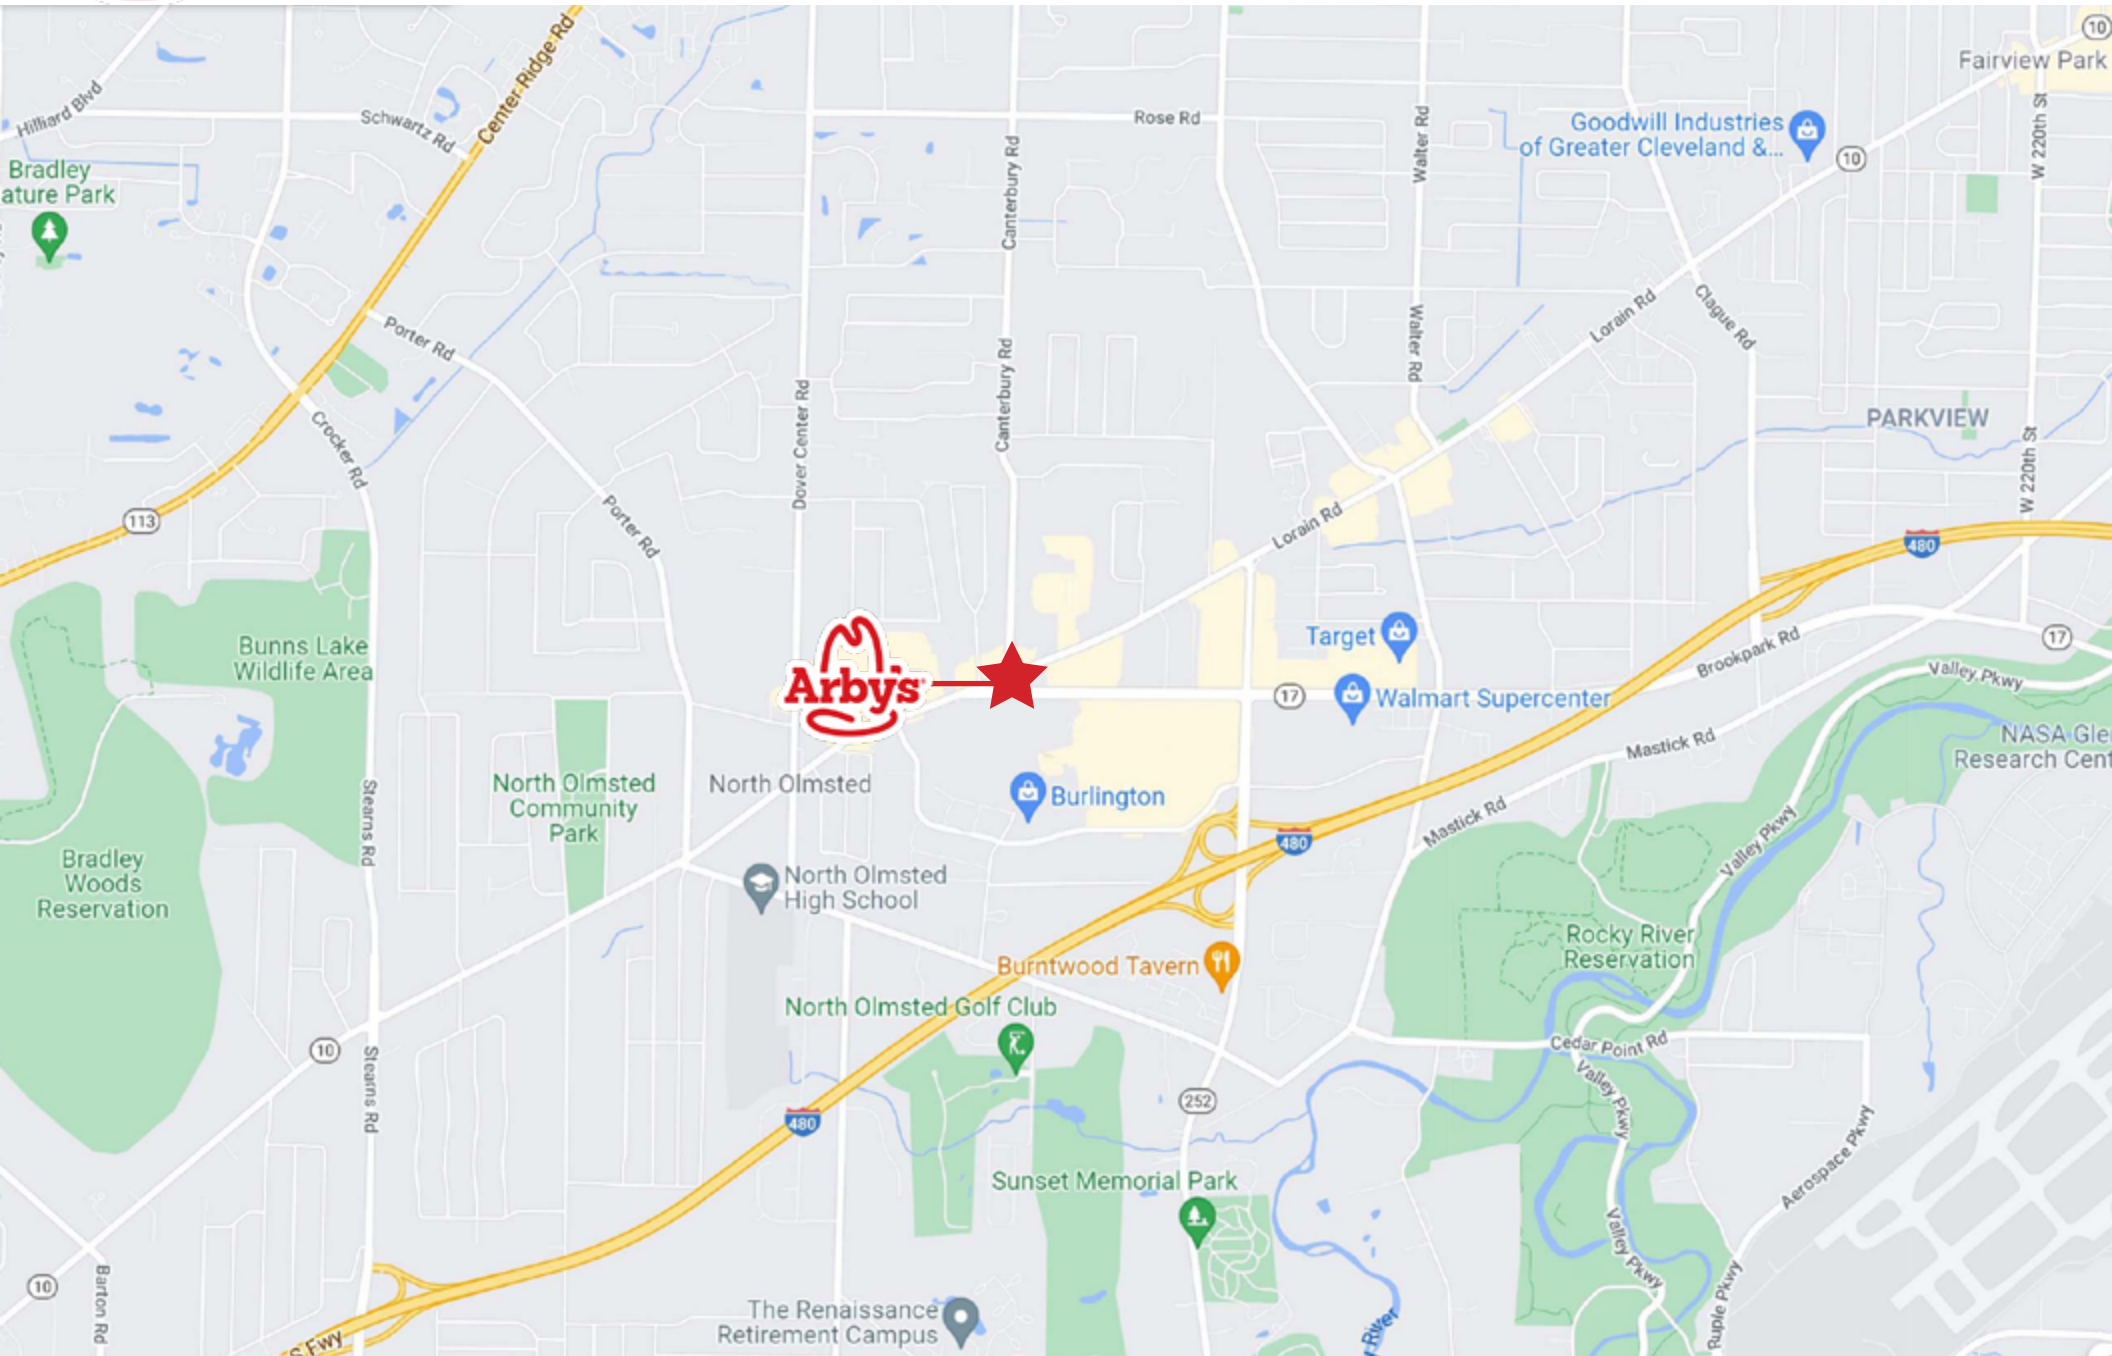 Center Ridge Rd
10
Fairview Park
Hilliard Blvd
Schwartz Rd
Rose Rd
Canterbury Rd
Walter Rd
Goodwill Industries
of Greater Cleveland &...
10
W 220th St
Bradley
ature Park
Porter Rd
Canterbury Rd
Walter Rd
Lorain Rd
Clague Rd
Crocker Rd
Dover Center Rd
PARKVIEW
W 220th St
113
Porter Rd
Lorain Rd
480
Bunns Lake
Wildlife Area
Arby's
Target
17
Walmart Supercenter
Brookpark Rd
17
Valley Pkwy
Mastick Rd
NASA Gle
Research Cent
North Olmsted
Community
Park
North Olmsted
Burlington
Stearns Rd
480
Mastick Rd
Valley Pkwy
Bradley
Woods
Reservation
North Olmsted
High School
Rocky River
Reservation
Burntwood Tavern
North Olmsted Golf Club
10
Stearns Rd
Cedar Point Rd
480
252
Valley Pkwy
Aerospace Pkwy
Sunset Memorial Park
Valley Pkwy
10
Barton Rd
The Renaissance
Retirement Campus
River
Ruple Pkwy
S Fwy